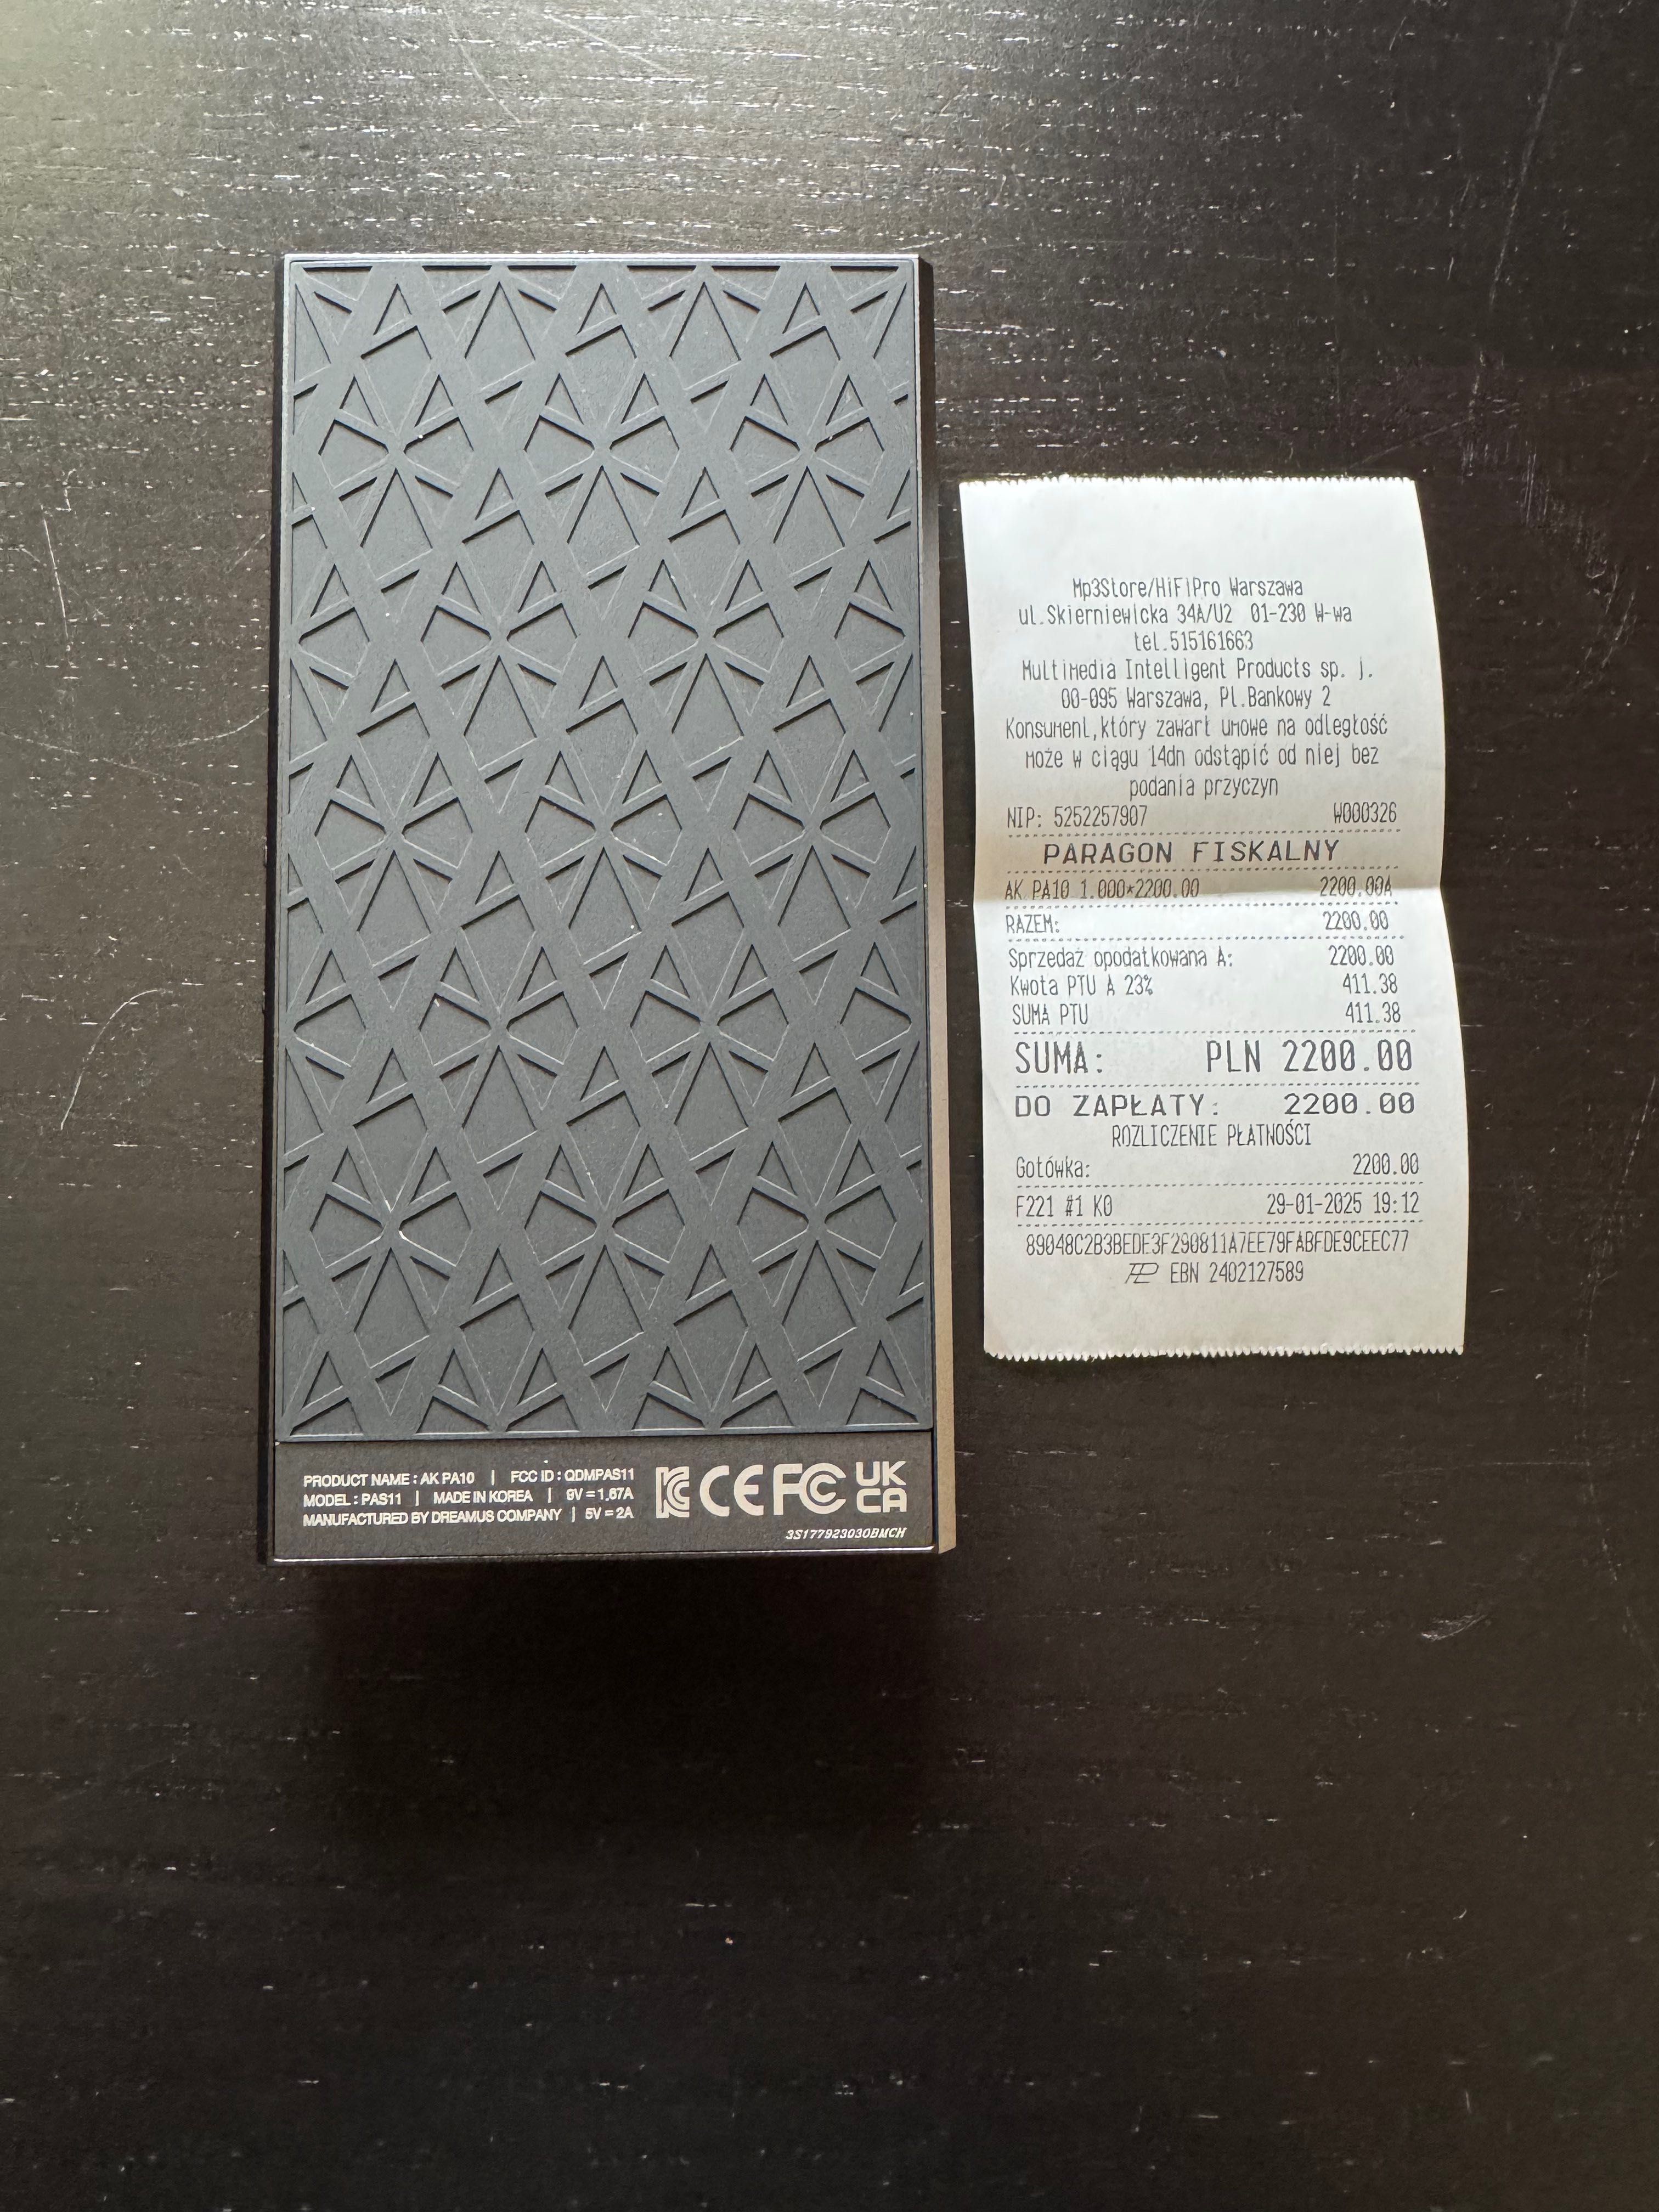 PRODUCT NAME : AK PA10 | FCC ID : QDMPAS11
MODEL : PAS11 | MADE IN KOREA | 9V = 1.67A
MANUFACTURED BY DREAMUS COMPANY | 5V = 2A
CE FC UK
CA
3S177923030BMCH
Mp3Store/HiFiPro Warszawa
ul.Skierniewicka 34A/U2 01-230 W-wa
tel.515161663
Multimedia Intelligent Products sp. j.
00-095 Warszawa, Pl.Bankowy 2
Konsument,który zawarł umowe na odległość
może w ciągu 14dn odstąpić od niej bez
podania przyczyn
NIP: 5252257907 W000326
PARAGON FISKALNY
AK PA10 1.000*2200.00 2200.00A
RAZEM: 2200.00
Sprzedaż opodatkowana A: 2200.00
Kwota PTU A 23% 411.38
SUMA PTU 411.38
SUMA: PLN 2200.00
DO ZAPŁATY: 2200.00
ROZLICZENIE PŁATNOŚCI
Gotówka: 2200.00
F221 #1 K0 29-01-2025 19:12
89048C2B3BEDE3F290811A7EE79FABFDE9CEEC77
EBN 2402127589